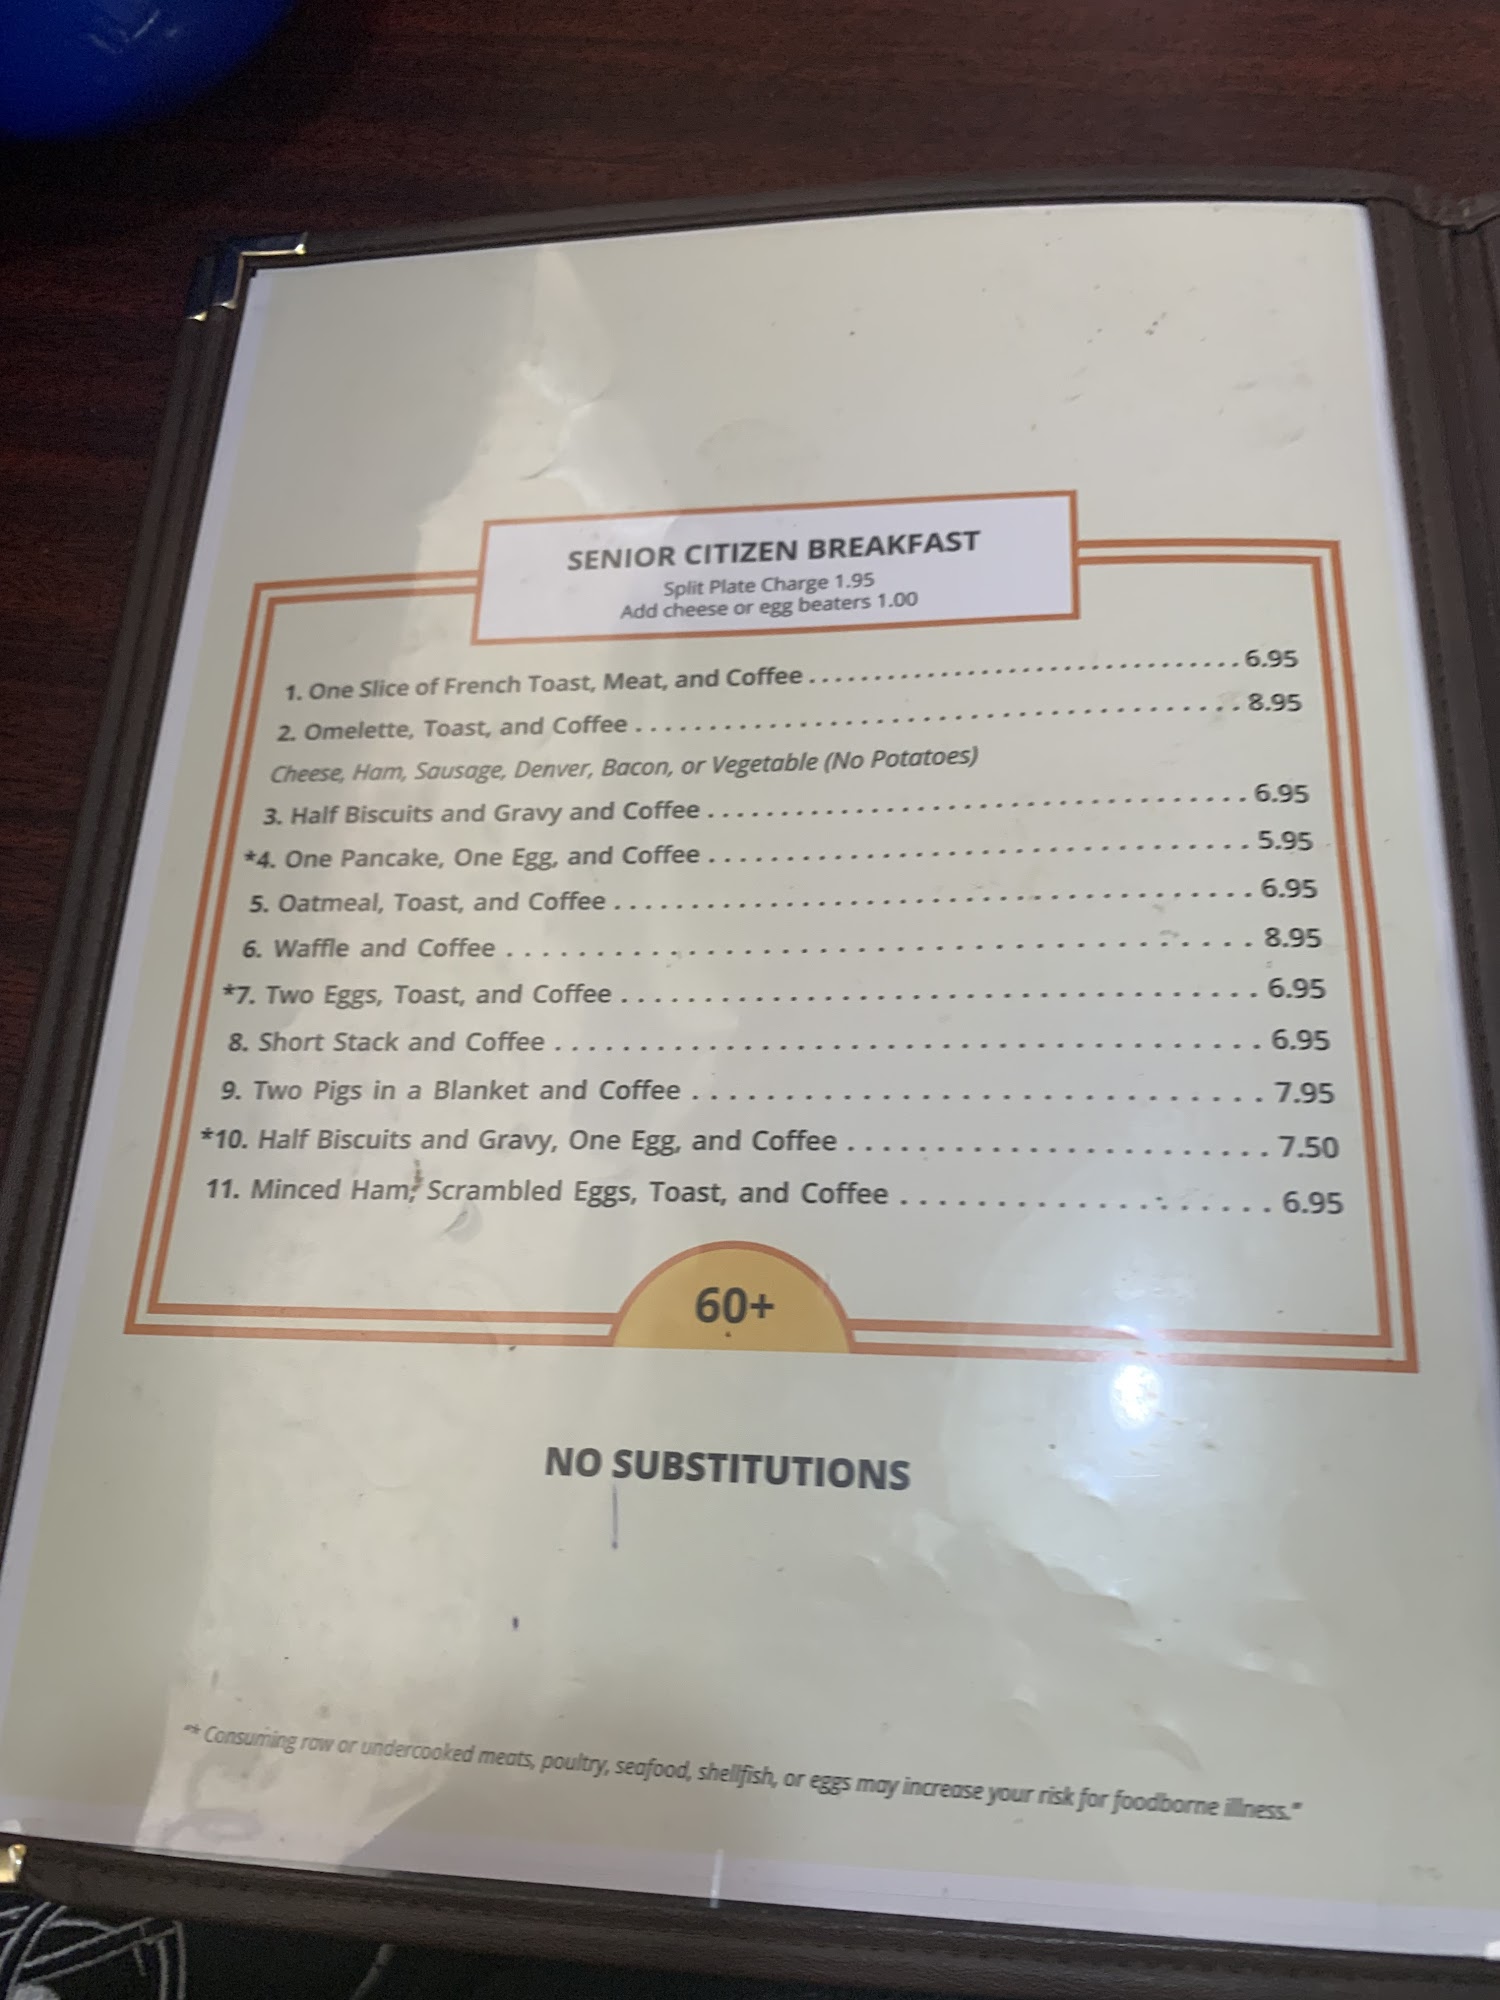 SENIOR CITIZEN BREAKFAST
Split Plate Charge 1.95
Add cheese or egg beaters 1.00
1. One Slice of French Toast, Meat, and Coffee . . . . . . . . . . . . . . . . . . . . . . . . . . . . . . . . . 6.95
2. Omelette, Toast, and Coffee . . . . . . . . . . . . . . . . . . . . . . . . . . . . . . . . . . . . . . . . . 8.95
Cheese, Ham, Sausage, Denver, Bacon, or Vegetable (No Potatoes)
3. Half Biscuits and Gravy and Coffee . . . . . . . . . . . . . . . . . . . . . . . . . . . . . . . . . . . . 6.95
*4. One Pancake, One Egg, and Coffee . . . . . . . . . . . . . . . . . . . . . . . . . . . . . . . . . . . . 5.95
5. Oatmeal, Toast, and Coffee . . . . . . . . . . . . . . . . . . . . . . . . . . . . . . . . . . . . . . . . 6.95
6. Waffle and Coffee . . . . . . . . . . . . . . . . . . . . . . . . . . . . . . . . . . . . . . . . . . . . 8.95
*7. Two Eggs, Toast, and Coffee . . . . . . . . . . . . . . . . . . . . . . . . . . . . . . . . . . . . . . 6.95
8. Short Stack and Coffee . . . . . . . . . . . . . . . . . . . . . . . . . . . . . . . . . . . . . . . . . 6.95
9. Two Pigs in a Blanket and Coffee . . . . . . . . . . . . . . . . . . . . . . . . . . . . . . . . . 7.95
*10. Half Biscuits and Gravy, One Egg, and Coffee . . . . . . . . . . . . . . . . . . . . . . . . 7.50
11. Minced Ham, Scrambled Eggs, Toast, and Coffee . . . . . . . . . . . . . . . . . . . . . 6.95
60+
NO SUBSTITUTIONS
"* Consuming raw or undercooked meats, poultry, seafood, shellfish, or eggs may increase your risk for foodborne illness."